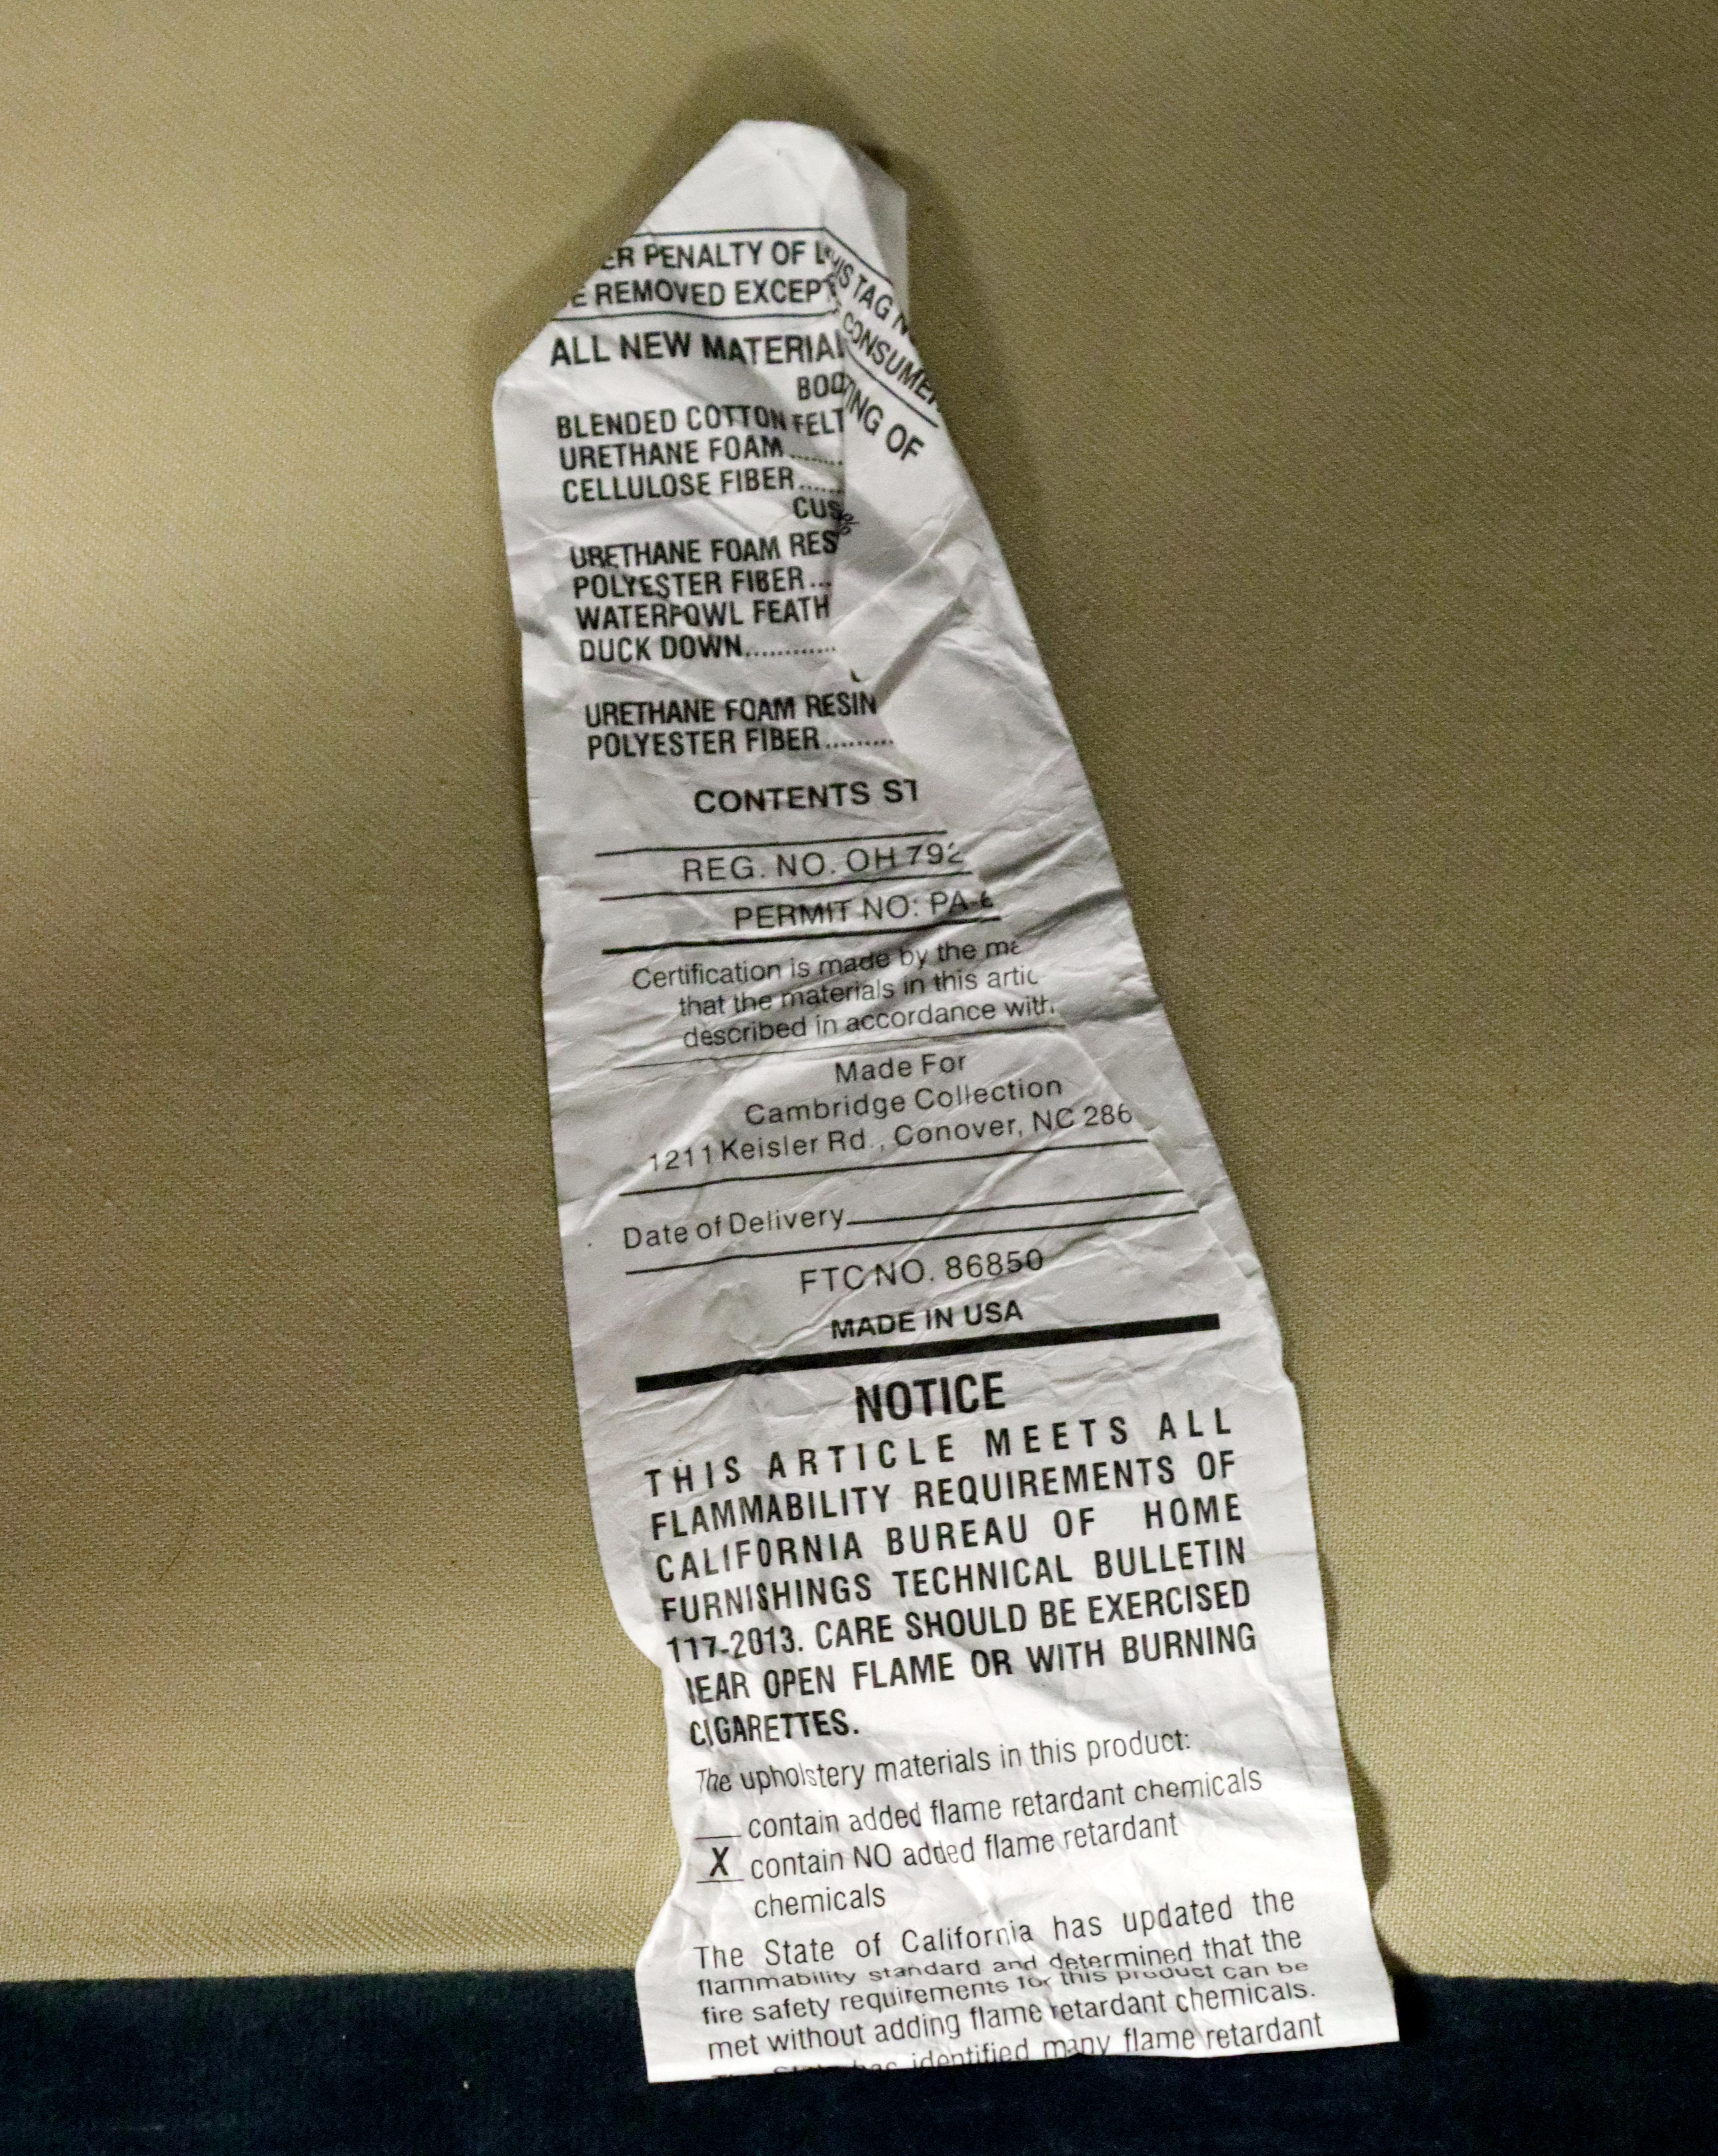 ER PENALTY OF L
IS TAG N
E REMOVED EXCEPT
CONSUMER
ALL NEW MATERIAL
TING OF
BOD
BLENDED COTTON FELT
URETHANE FOAM.......
CELLULOSE FIBER......
CUS
%
URETHANE FOAM RES
POLYESTER FIBER...
WATERFOWL FEATH
DUCK DOWN............
URETHANE FOAM RESIN
POLYESTER FIBER.........
CONTENTS ST
REG. NO. OH 792
PERMIT NO: PA-6
Certification is made by the ma
that the materials in this artic
described in accordance with
Made For
Cambridge Collection
1211 Keisler Rd., Conover, NC 286
Date of Delivery
FTC NO. 86850
MADE IN USA
NOTICE
THIS ARTICLE MEETS ALL
FLAMMABILITY REQUIREMENTS OF
CALIFORNIA BUREAU OF HOME
FURNISHINGS TECHNICAL BULLETIN
117-2013. CARE SHOULD BE EXERCISED
NEAR OPEN FLAME OR WITH BURNING
CIGARETTES.
The upholstery materials in this product:
___ contain added flame retardant chemicals
X contain NO added flame retardant
chemicals
The State of California has updated the
flammability standard and determined that the
fire safety requirements for this product can be
met without adding flame retardant chemicals.
The State has identified many flame retardant